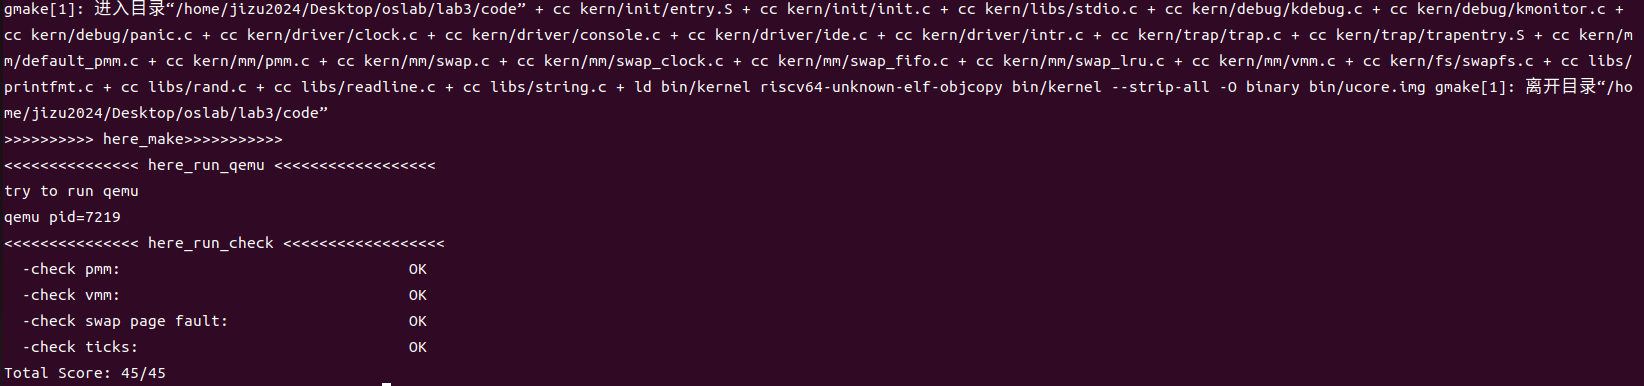 gmake[1]: 进入目录“/home/jizu2024/Desktop/oslab/lab3/code” + cc kern/init/entry.S + cc kern/init/init.c + cc kern/libs/stdio.c + cc kern/debug/kdebug.c + cc kern/debug/kmonitor.c +
cc kern/debug/panic.c + cc kern/driver/clock.c + cc kern/driver/console.c + cc kern/driver/ide.c + cc kern/driver/intr.c + cc kern/trap/trap.c + cc kern/trap/trapentry.S + cc kern/m
m/default_pmm.c + cc kern/mm/pmm.c + cc kern/mm/swap.c + cc kern/mm/swap_clock.c + cc kern/mm/swap_fifo.c + cc kern/mm/swap_lru.c + cc kern/mm/vmm.c + cc kern/fs/swapfs.c + cc libs/
printfmt.c + cc libs/rand.c + cc libs/readline.c + cc libs/string.c + ld bin/kernel riscv64-unknown-elf-objcopy bin/kernel --strip-all -O binary bin/ucore.img gmake[1]: 离开目录“/ho
me/jizu2024/Desktop/oslab/lab3/code”
>>>>>>>>>> here_make>>>>>>>>>>>
<<<<<<<<<<<<<<< here_run_qemu <<<<<<<<<<<<<<<<<<
try to run qemu
qemu pid=7219
<<<<<<<<<<<<<<< here_run_check <<<<<<<<<<<<<<<<<<
-check pmm: OK
-check vmm: OK
-check swap page fault: OK
-check ticks: OK
Total Score: 45/45